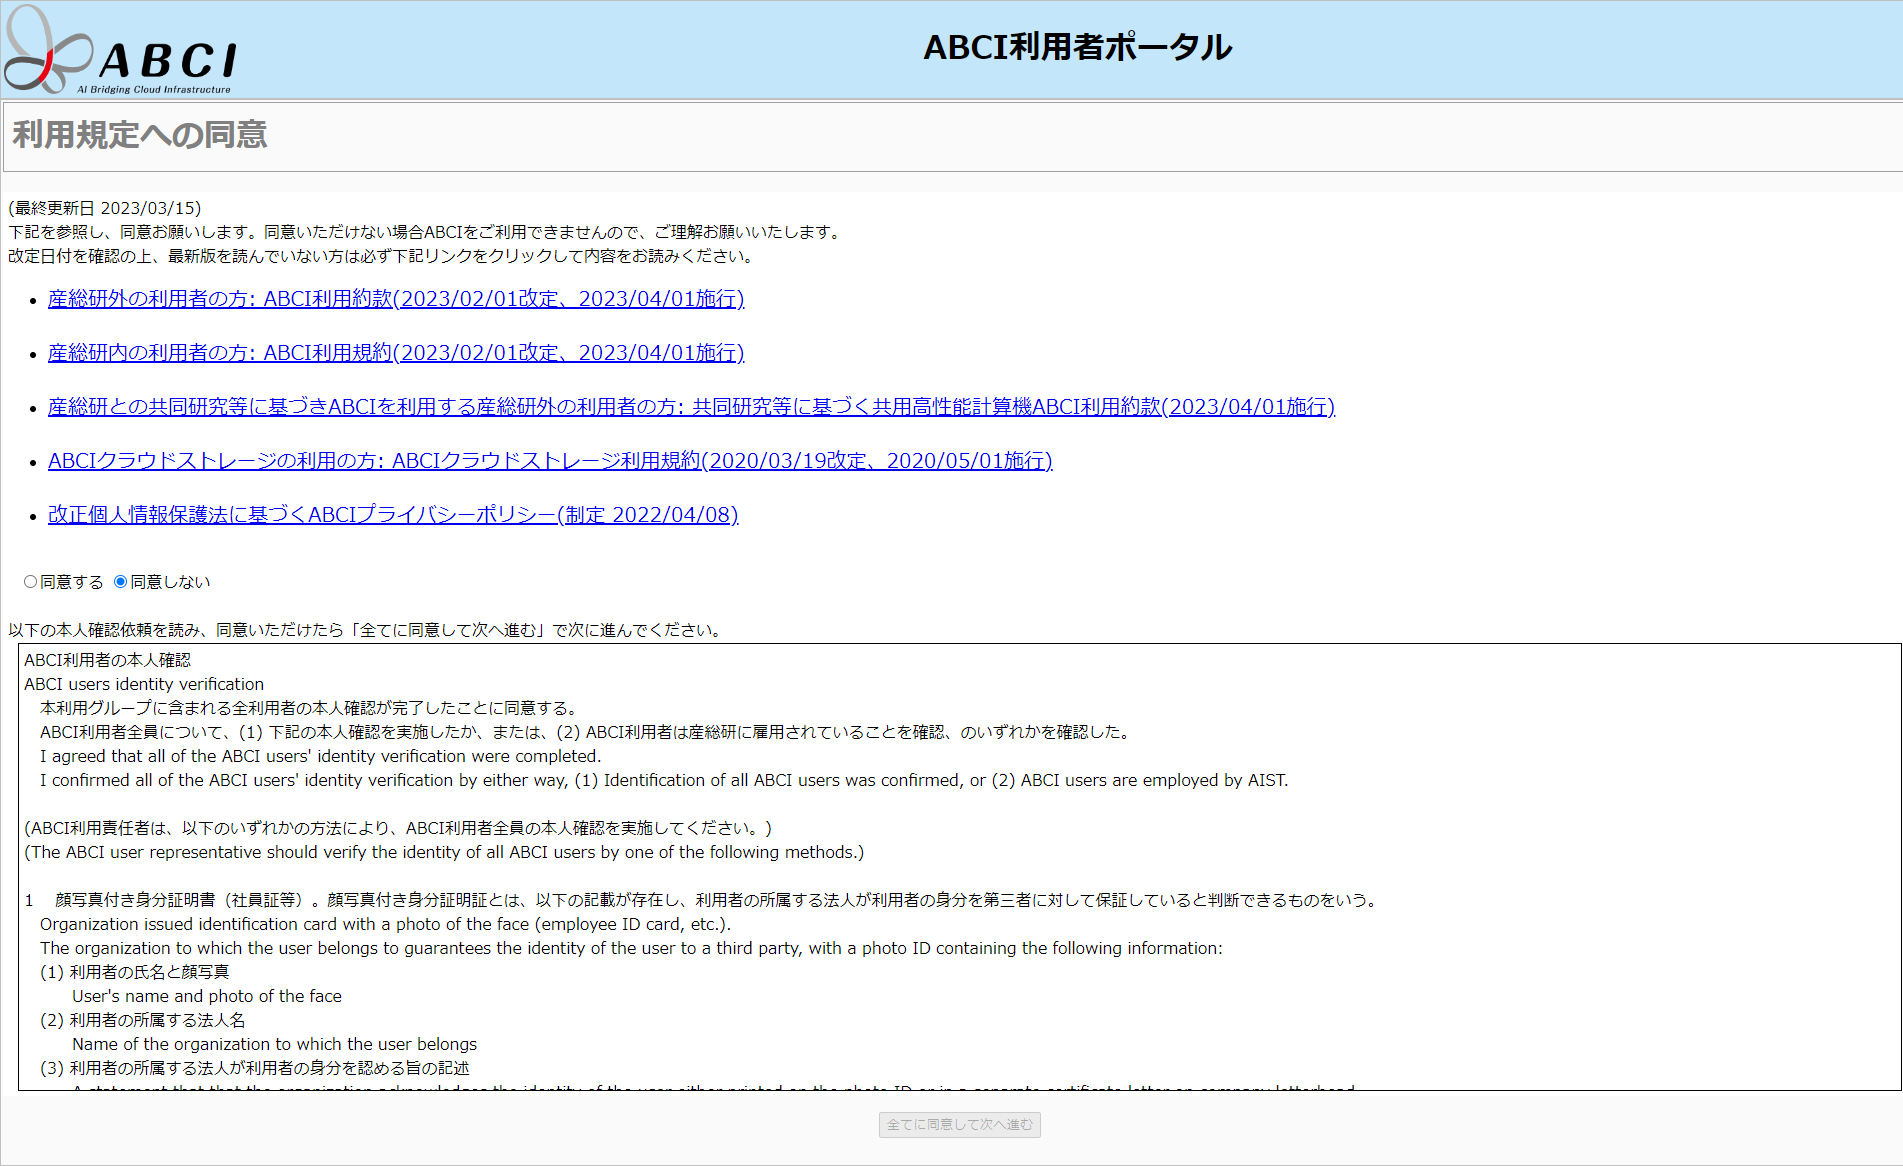 ABCI
AI Bridging Cloud Infrastructure
ABCI利用者ポータル
利用規定への同意
(最終更新日 2023/03/15)
下記を参照し、同意お願いします。同意いただけない場合ABCIをご利用できませんので、ご理解お願いいたします。
改定日付を確認の上、最新版を読んでいない方は必ず下記リンクをクリックして内容をお読みください。
• 産総研外の利用者の方: ABCI利用約款(2023/02/01改定、2023/04/01施行)
• 産総研内の利用者の方: ABCI利用規約(2023/02/01改定、2023/04/01施行)
• 産総研との共同研究等に基づきABCIを利用する産総研外の利用者の方: 共同研究等に基づく共用高性能計算機ABCI利用約款(2023/04/01施行)
• ABCIクラウドストレージの利用の方: ABCIクラウドストレージ利用規約(2020/03/19改定、2020/05/01施行)
• 改正個人情報保護法に基づくABCIプライバシーポリシー(制定 2022/04/08)
同意する 同意しない
以下の本人確認依頼を読み、同意いただけたら「全てに同意して次へ進む」で次に進んでください。
ABCI利用者の本人確認
ABCI users identity verification
本利用グループに含まれる全利用者の本人確認が完了したことに同意する。
ABCI利用者全員について、(1) 下記の本人確認を実施したか、または、(2) ABCI利用者は産総研に雇用されていることを確認、のいずれかを確認した。
I agreed that all of the ABCI users' identity verification were completed.
I confirmed all of the ABCI users' identity verification by either way, (1) Identification of all ABCI users was confirmed, or (2) ABCI users are employed by AIST.
(ABCI利用責任者は、以下のいずれかの方法により、ABCI利用者全員の本人確認を実施してください。)
(The ABCI user representative should verify the identity of all ABCI users by one of the following methods.)
1 顔写真付き身分証明書（社員証等）。顔写真付き身分証明証とは、以下の記載が存在し、利用者の所属する法人が利用者の身分を第三者に対して保証していると判断できるものをいう。
Organization issued identification card with a photo of the face (employee ID card, etc.).
The organization to which the user belongs to guarantees the identity of the user to a third party, with a photo ID containing the following information:
(1) 利用者の氏名と顔写真
User's name and photo of the face
(2) 利用者の所属する法人名
Name of the organization to which the user belongs
(3) 利用者の所属する法人が利用者の身分を認める旨の記述
A statement that that the organization acknowledges the identity of the user either printed on the photo ID or in a separate certificate letter on company letterhead.
全てに同意して次へ進む